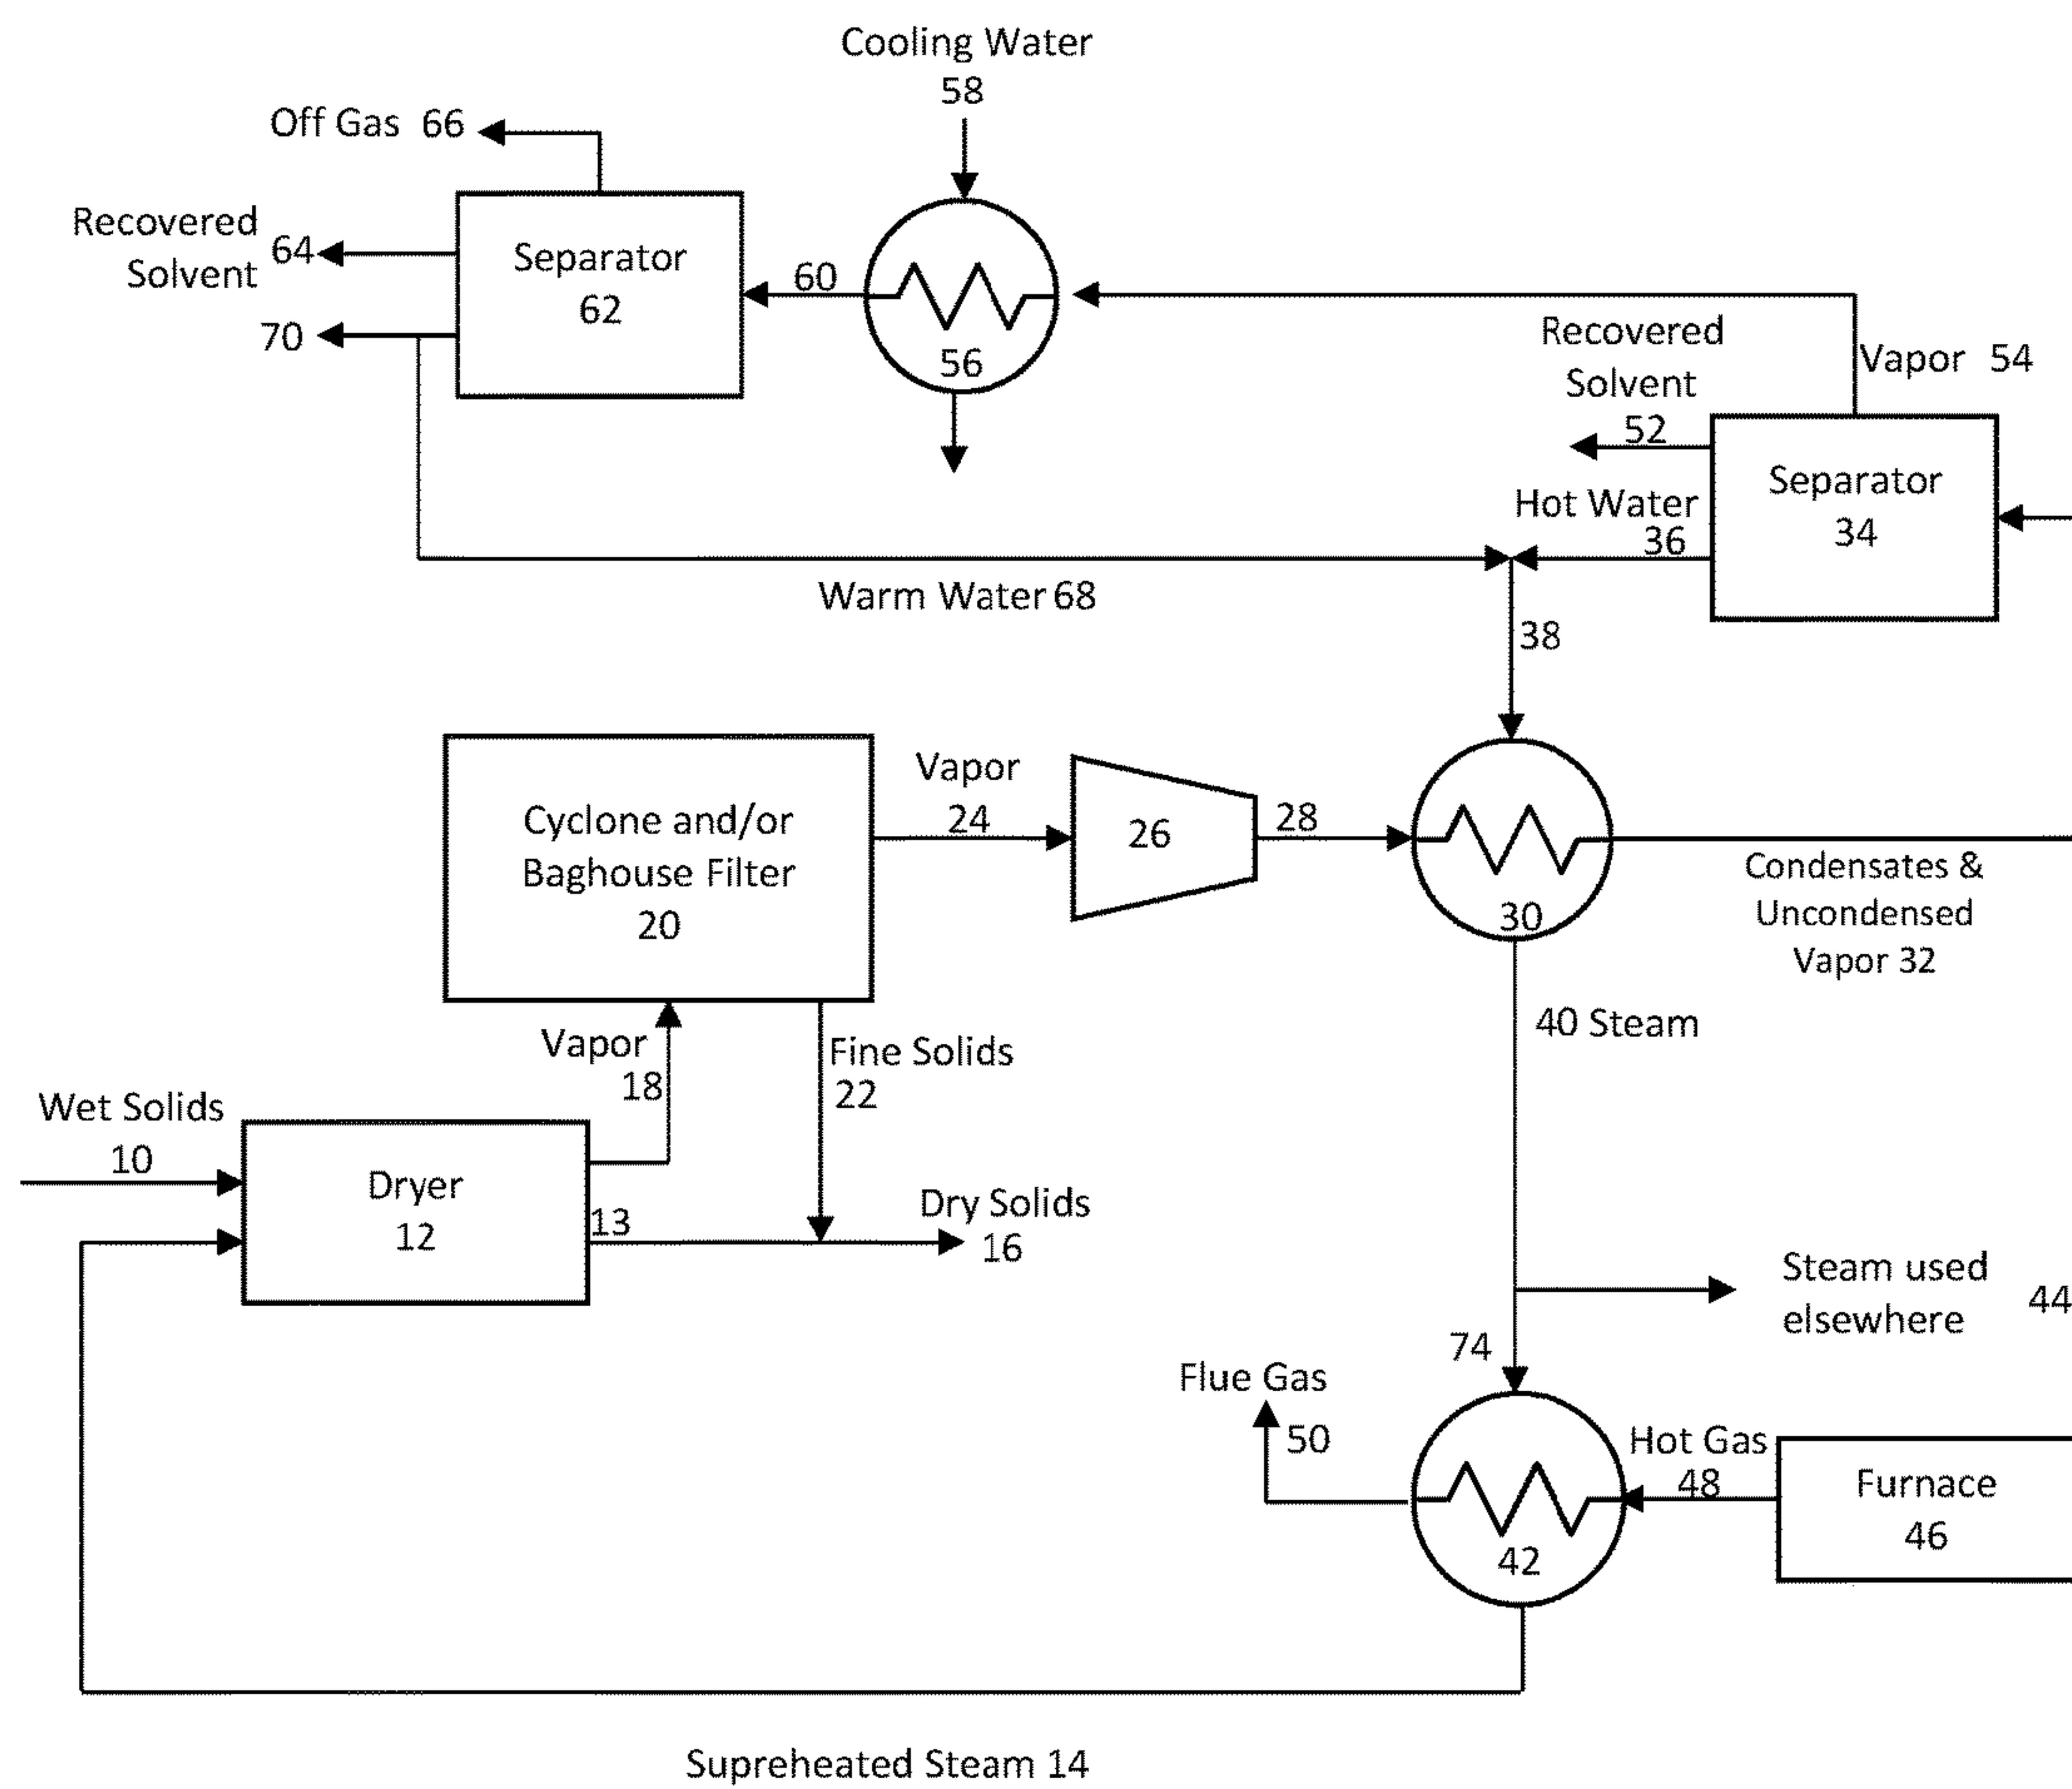 Cooling Water
58
Off Gas 66
Recovered
Solvent
64
Separator
62
60
70
56
Recovered
Solvent
52
Vapor 54
Hot Water
36
Separator
34
Warm Water 68
38
Cyclone and/or
Baghouse Filter
20
Vapor
24
26
28
30
Condensates &
Uncondensed
Vapor 32
Vapor
18
Fine Solids
22
40 Steam
Wet Solids
10
Dryer
12
13
Dry Solids
16
Steam used
elsewhere
44
74
Flue Gas
50
Hot Gas
48
Furnace
46
42
Supreheated Steam 14